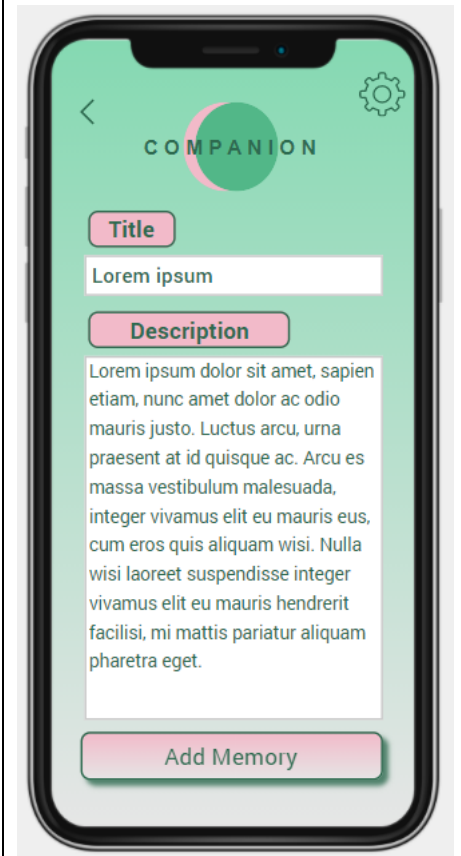 COMPANION
Title
Lorem ipsum
Description
Lorem ipsum dolor sit amet, sapien
etiam, nunc amet dolor ac odio
mauris justo. Luctus arcu, urna
praesent at id quisque ac. Arcu es
massa vestibulum malesuada,
integer vivamus elit eu mauris eus,
cum eros quis aliquam wisi. Nulla
wisi laoreet suspendisse integer
vivamus elit eu mauris hendrerit
facilisi, mi mattis pariatur aliquam
pharetra eget.
Add Memory